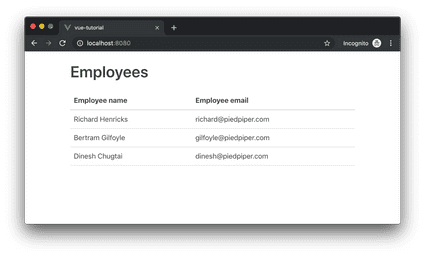 vue-tutorial
localhost:8080
Incognito
Employees
Employee name Employee email
Richard Henricks richard@piedpiper.com
Bertram Gilfoyle gilfoyle@piedpiper.com
Dinesh Chugtai dinesh@piedpiper.com